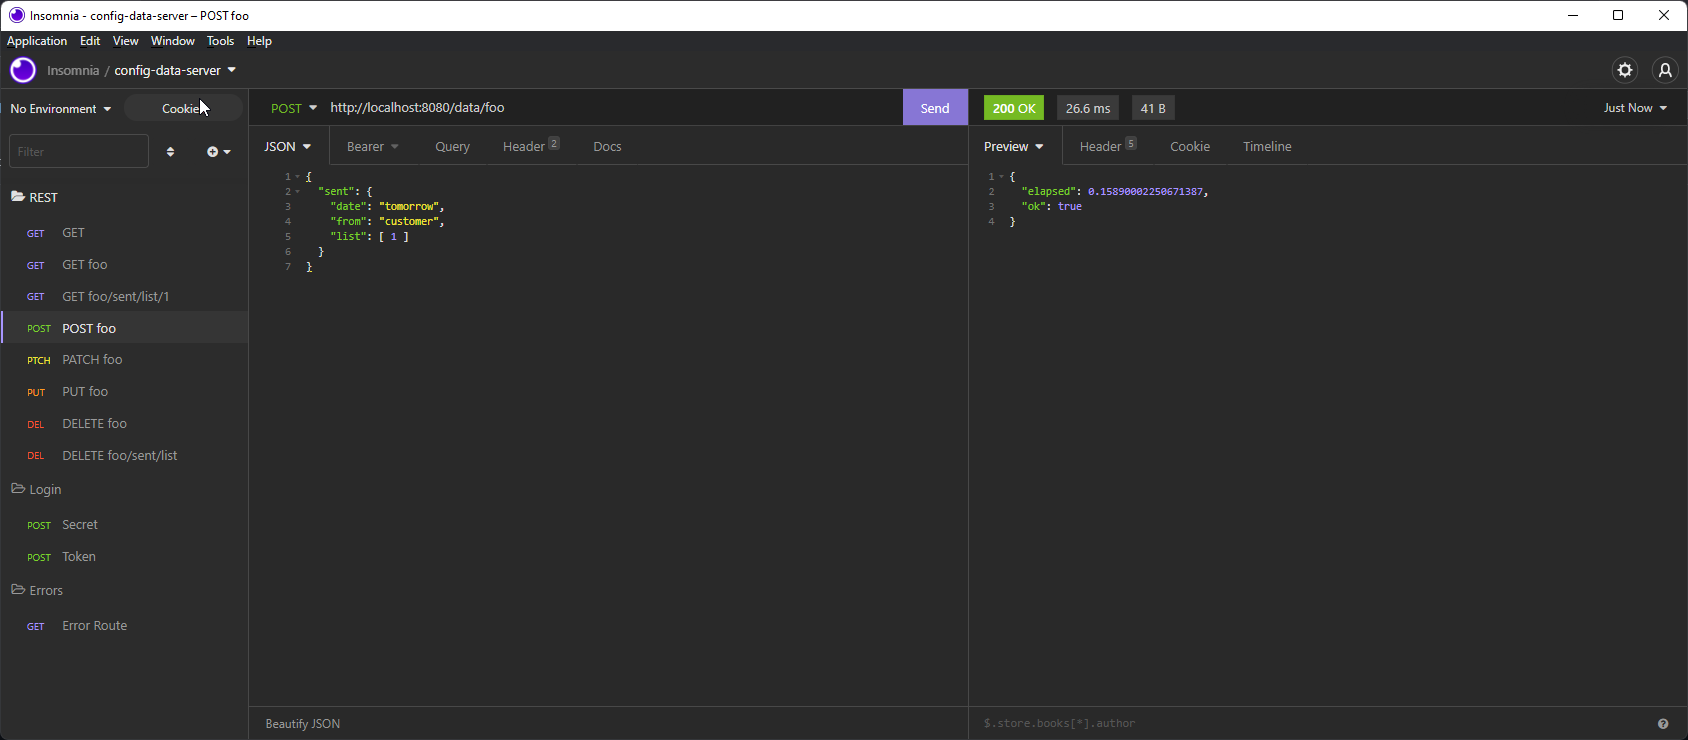 Insomnia - config-data-server – POST foo
Application Edit View Window Tools Help
Insomnia / config-data-server
No Environment
Filter
REST
GET GET
GET GET foo
GET GET foo/sent/list/1
POST POST foo
PTCH PATCH foo
PUT PUT foo
DEL DELETE foo
DEL DELETE foo/sent/list
Login
POST Secret
POST Token
Errors
GET Error Route
POST http://localhost:8080/data/foo Send
JSON Bearer Query Header 2 Docs
1 {
2 "sent": {
3 "date": "tomorrow",
4 "from": "customer",
5 "list": [ 1 ]
6 }
7 }
Beautify JSON
200 OK 26.6 ms 41 B Just Now
Preview Header 5 Cookie Timeline
1 {
2 "elapsed": 0.15890002250671387,
3 "ok": true
4 }
$.store.books[*].author